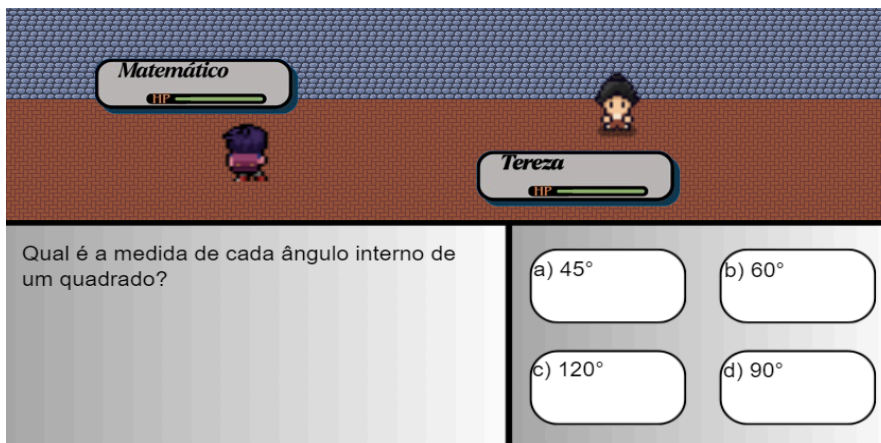 Matemático
HP
Tereza
HP
Qual é a medida de cada ângulo interno de
um quadrado?
a) 45°
b) 60°
c) 120°
d) 90°